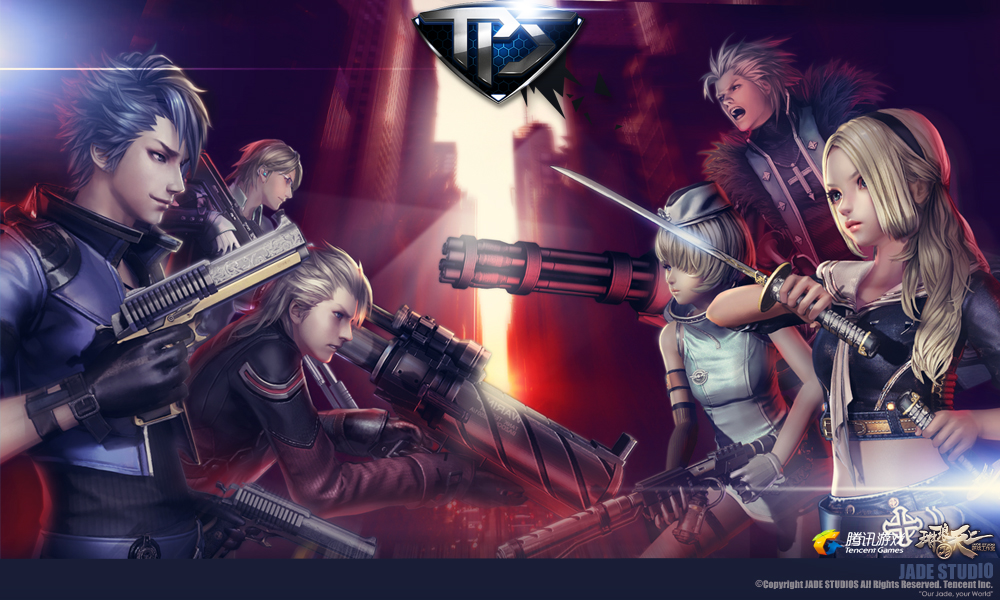 TPS
腾讯游戏
Tencent Games
JADE STUDIO
©Copyright JADE STUDIOS All Rights Reserved. Tencent Inc.
"Our Jade, your World"